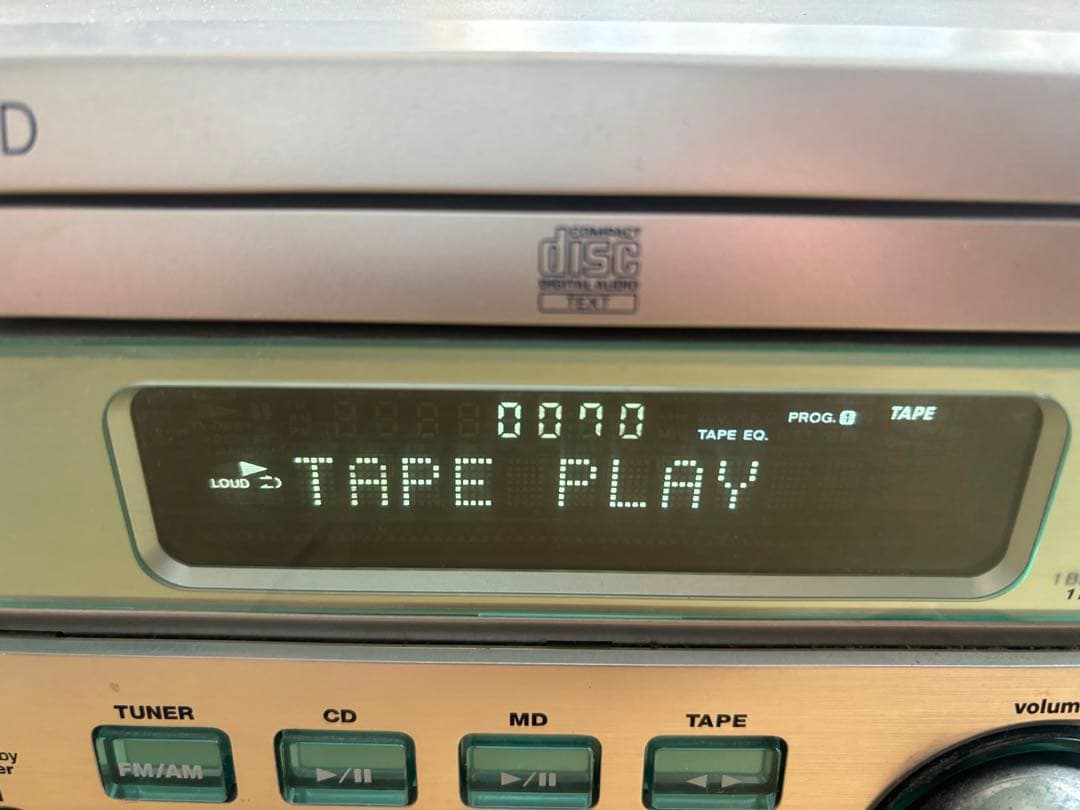 D
COMPACT
disc
DIGITAL AUDIO
TEXT
0070
TAPE EQ.
PROG. 1
TAPE
LOUD
TAPE PLAY
TUNER
CD
MD
TAPE
volum
FM/AM